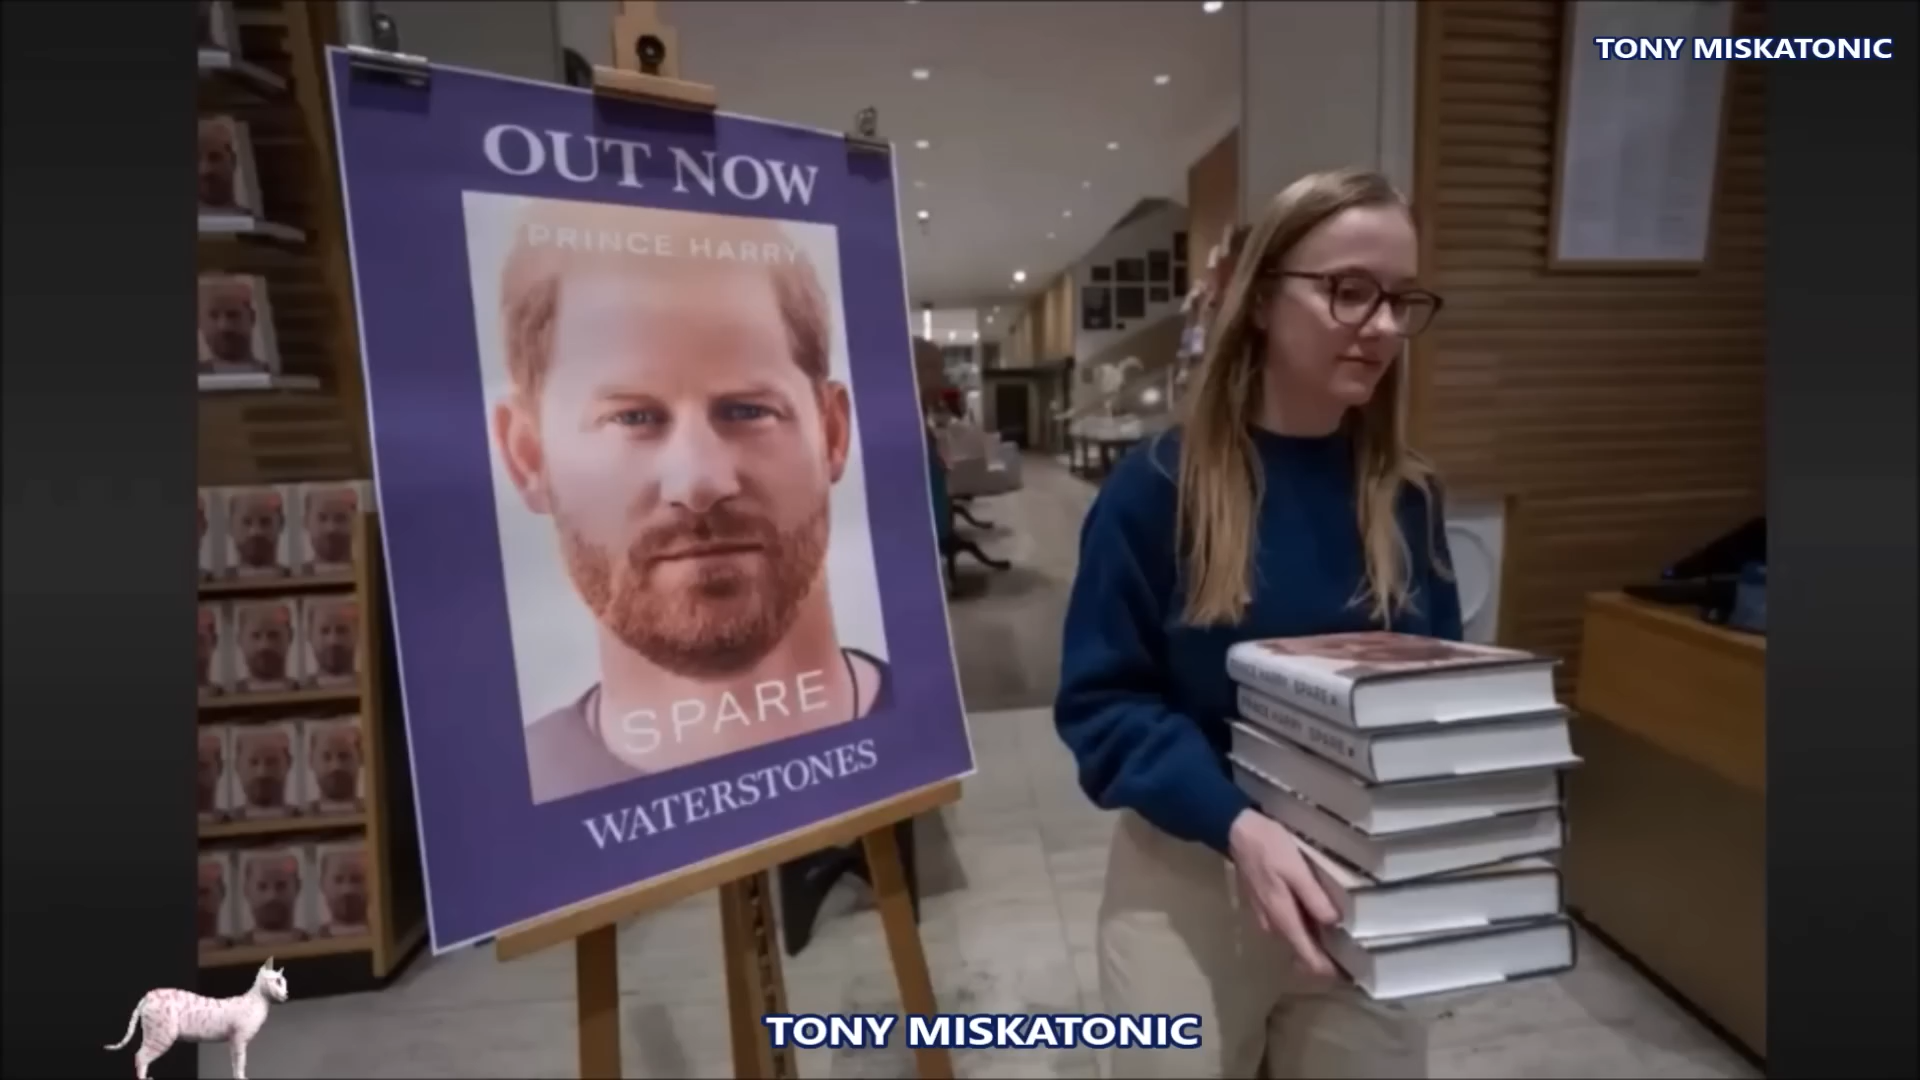 TONY MISKATONIC
OUT NOW
PRINCE HARRY
SPARE
WATERSTONES
PRINCE HARRY SPARE
PRINCE HARRY SPARE
TONY MISKATONIC